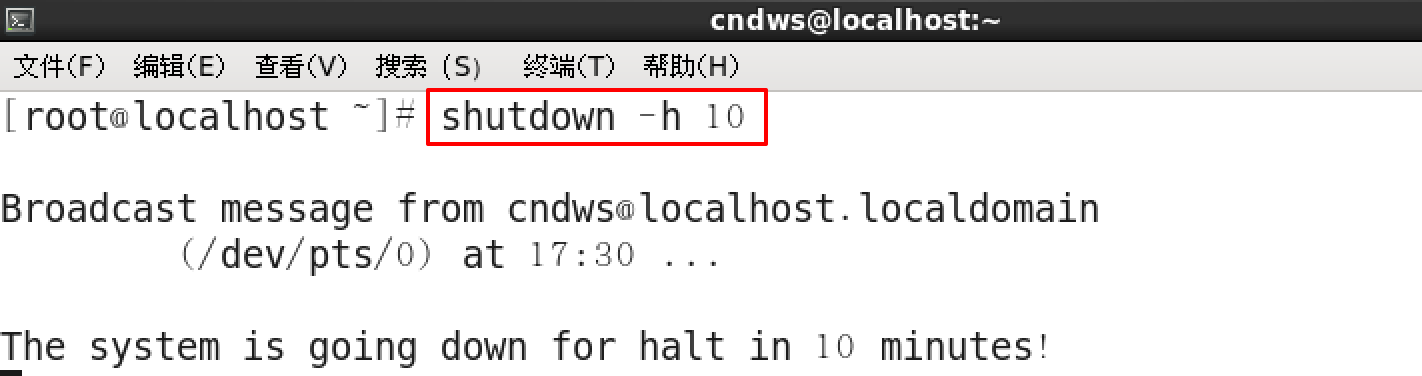 cndws@localhost:~
文件(F) 编辑(E) 查看(V) 搜索 (S) 终端(T) 帮助(H)
[root@localhost ~]# shutdown -h 10
Broadcast message from cndws@localhost.localdomain
(/dev/pts/0) at 17:30 ...
The system is going down for halt in 10 minutes!